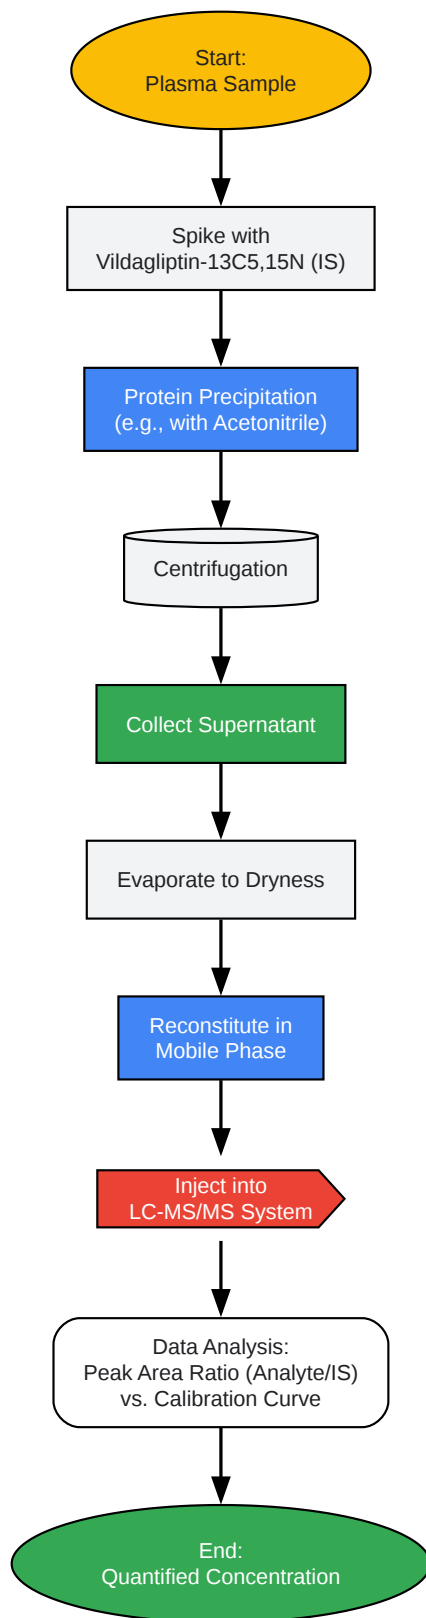 Start:
Plasma Sample
Spike with
Vildagliptin-13C5,15N (IS)
Protein Precipitation
(e.g., with Acetonitrile)
Centrifugation
Collect Supernatant
Evaporate to Dryness
Reconstitute in
Mobile Phase
Inject into
LC-MS/MS System
Data Analysis:
Peak Area Ratio (Analyte/IS)
vs. Calibration Curve
End:
Quantified Concentration